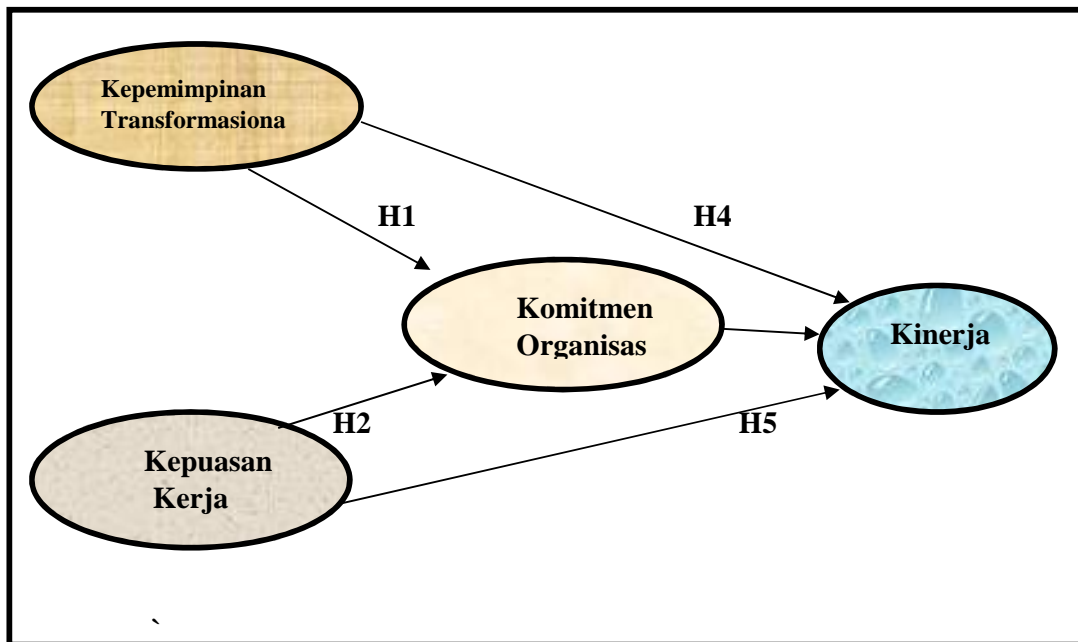 Kepemimpinan
Transformasiona
H1
H4
Komitmen
Organisas
Kinerja
H2
H5
Kepuasan
Kerja
`